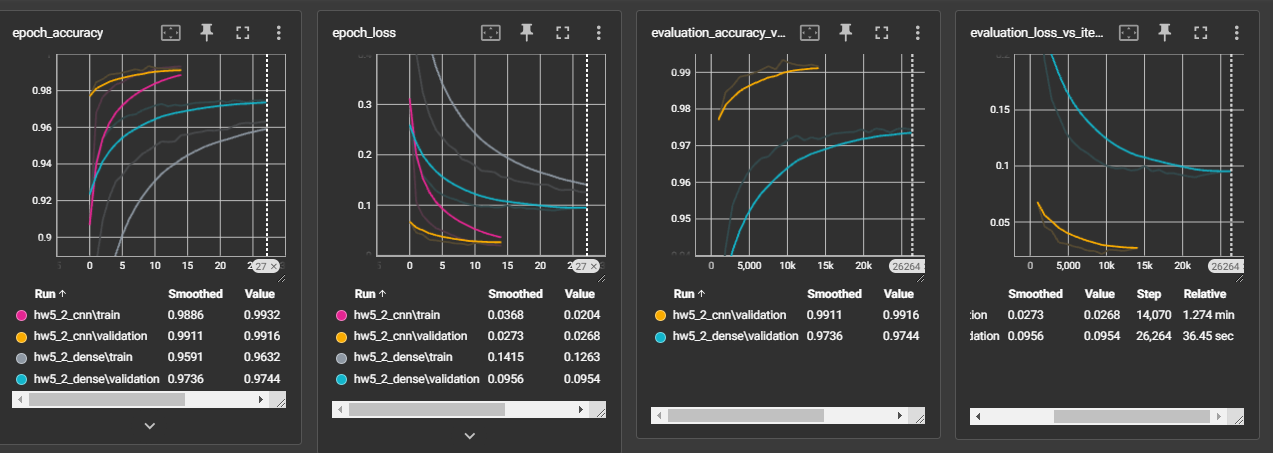 epoch_accuracy
0.98
0.96
0.94
0.92
0.9
0 5 10 15 20 27
Run ↑ Smoothed Value
hw5_2_cnn\train 0.9886 0.9932
hw5_2_cnn\validation 0.9911 0.9916
hw5_2_dense\train 0.9591 0.9632
hw5_2_dense\validation 0.9736 0.9744
epoch_loss
0.3
0.2
0.1
0 5 10 15 20 27
Run ↑ Smoothed Value
hw5_2_cnn\train 0.0368 0.0204
hw5_2_cnn\validation 0.0273 0.0268
hw5_2_dense\train 0.1415 0.1263
hw5_2_dense\validation 0.0956 0.0954
evaluation_accuracy_v...
0.99
0.98
0.97
0.96
0.95
0 5,000 10k 15k 20k 26264
Run ↑ Smoothed Value
hw5_2_cnn\validation 0.9911 0.9916
hw5_2_dense\validation 0.9736 0.9744
evaluation_loss_vs_ite...
0.15
0.1
0.05
0 5,000 10k 15k 20k 26264
Smoothed Value Step Relative
tion 0.0273 0.0268 14,070 1.274 min
dation 0.0956 0.0954 26,264 36.45 sec